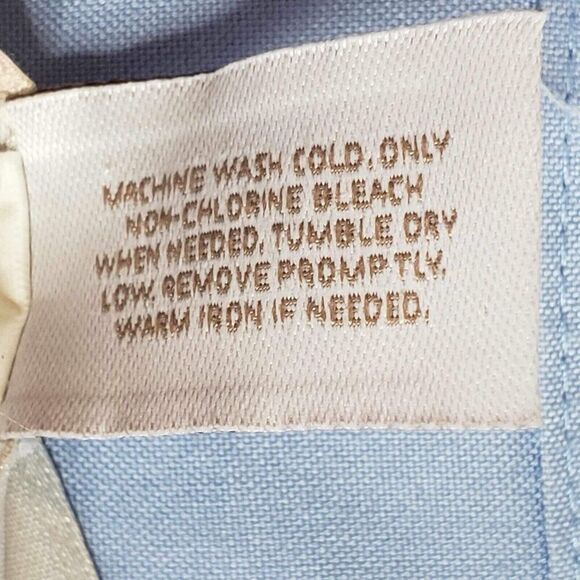 MACHINE WASH COLD, ONLY
NON-CHLORINE BLEACH
WHEN NEEDED. TUMBLE DRY
LOW. REMOVE PROMPTLY.
WARM IRON IF NEEDED.